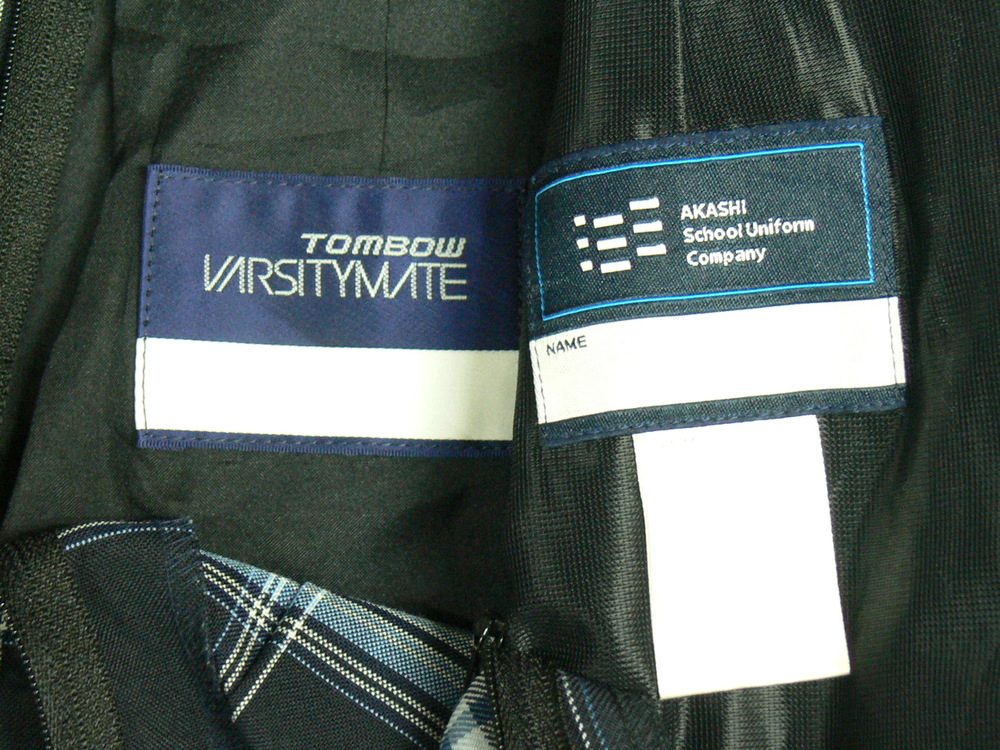 TOMBOW
VARSITYMATE
AKASHI
School Uniform
Company
NAME